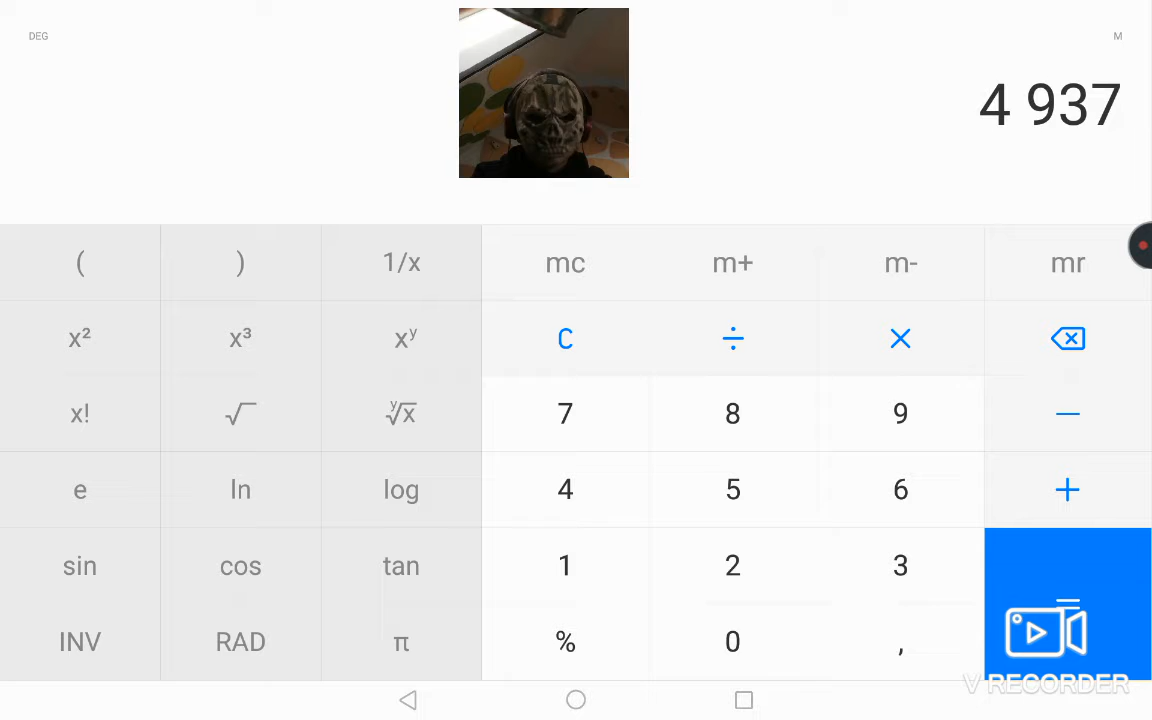 DEG
M
4 937
( ) 1/x mc m+ m- mr
x² x³ xʸ C ÷ ×
x! √ ʸ√x 7 8 9 −
e ln log 4 5 6 +
sin cos tan 1 2 3 =
INV RAD π % 0 ,
V RECORDER